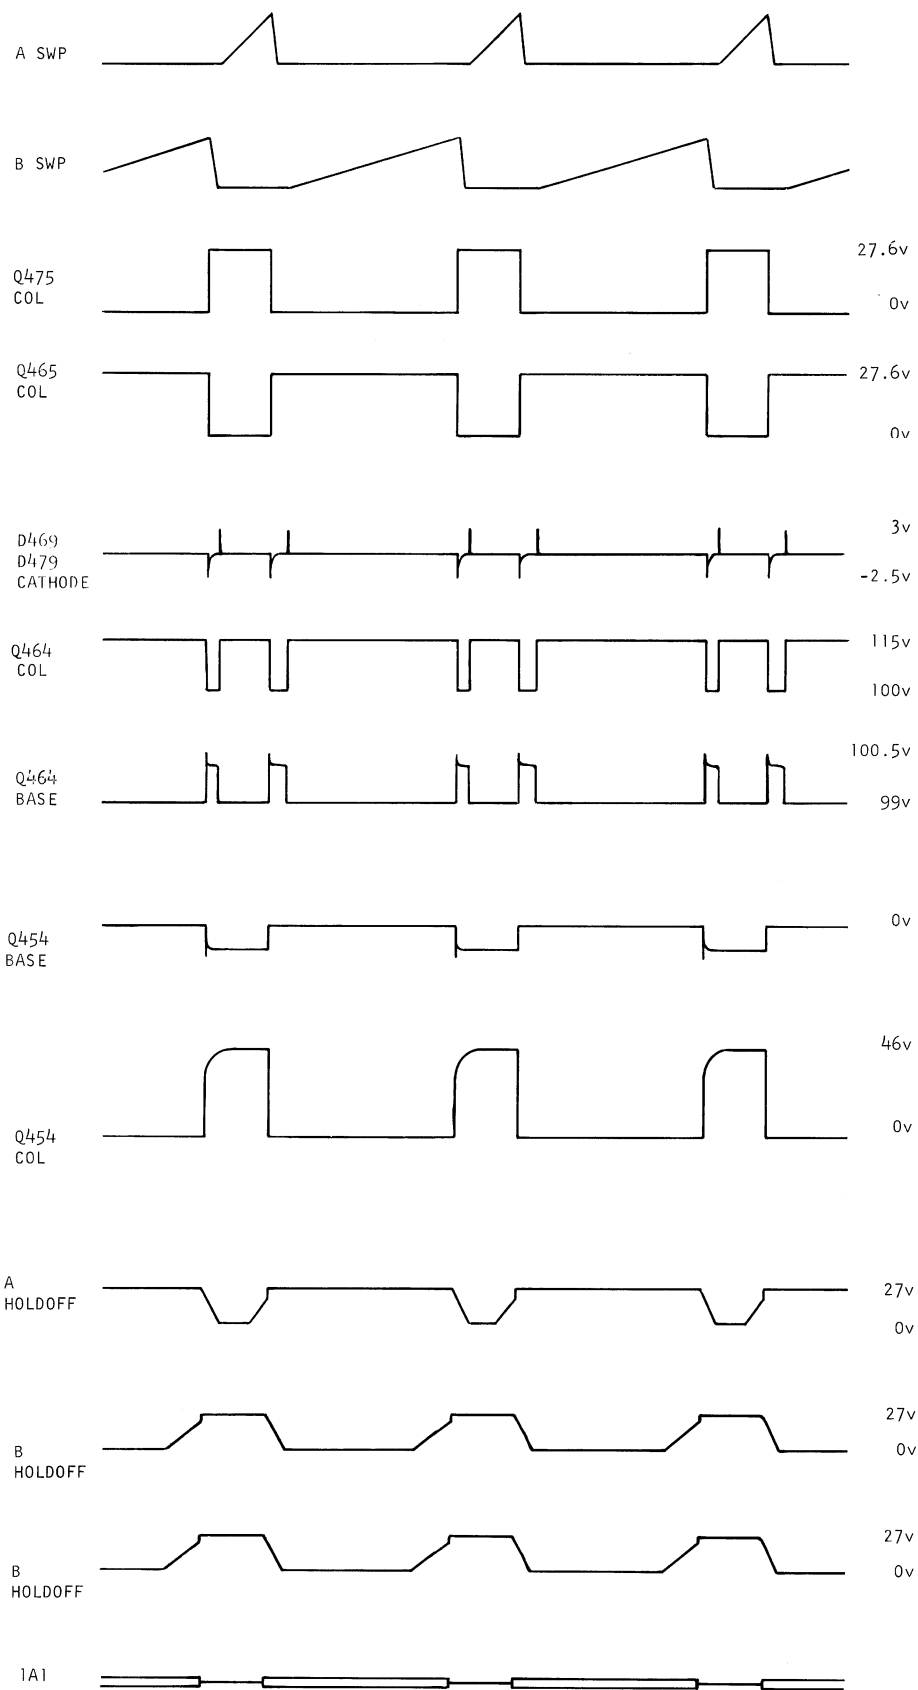 A SWP
B SWP
27.6v
Q475
COL
0v
Q465
COL
27.6v
0v
D469
D479
CATHODE
3v
-2.5v
Q464
COL
115v
100v
100.5v
Q464
BASE
99v
0v
Q454
BASE
46v
0v
Q454
COL
A
HOLDOFF
27v
0v
27v
B
HOLDOFF
0v
27v
B
HOLDOFF
0v
1A1